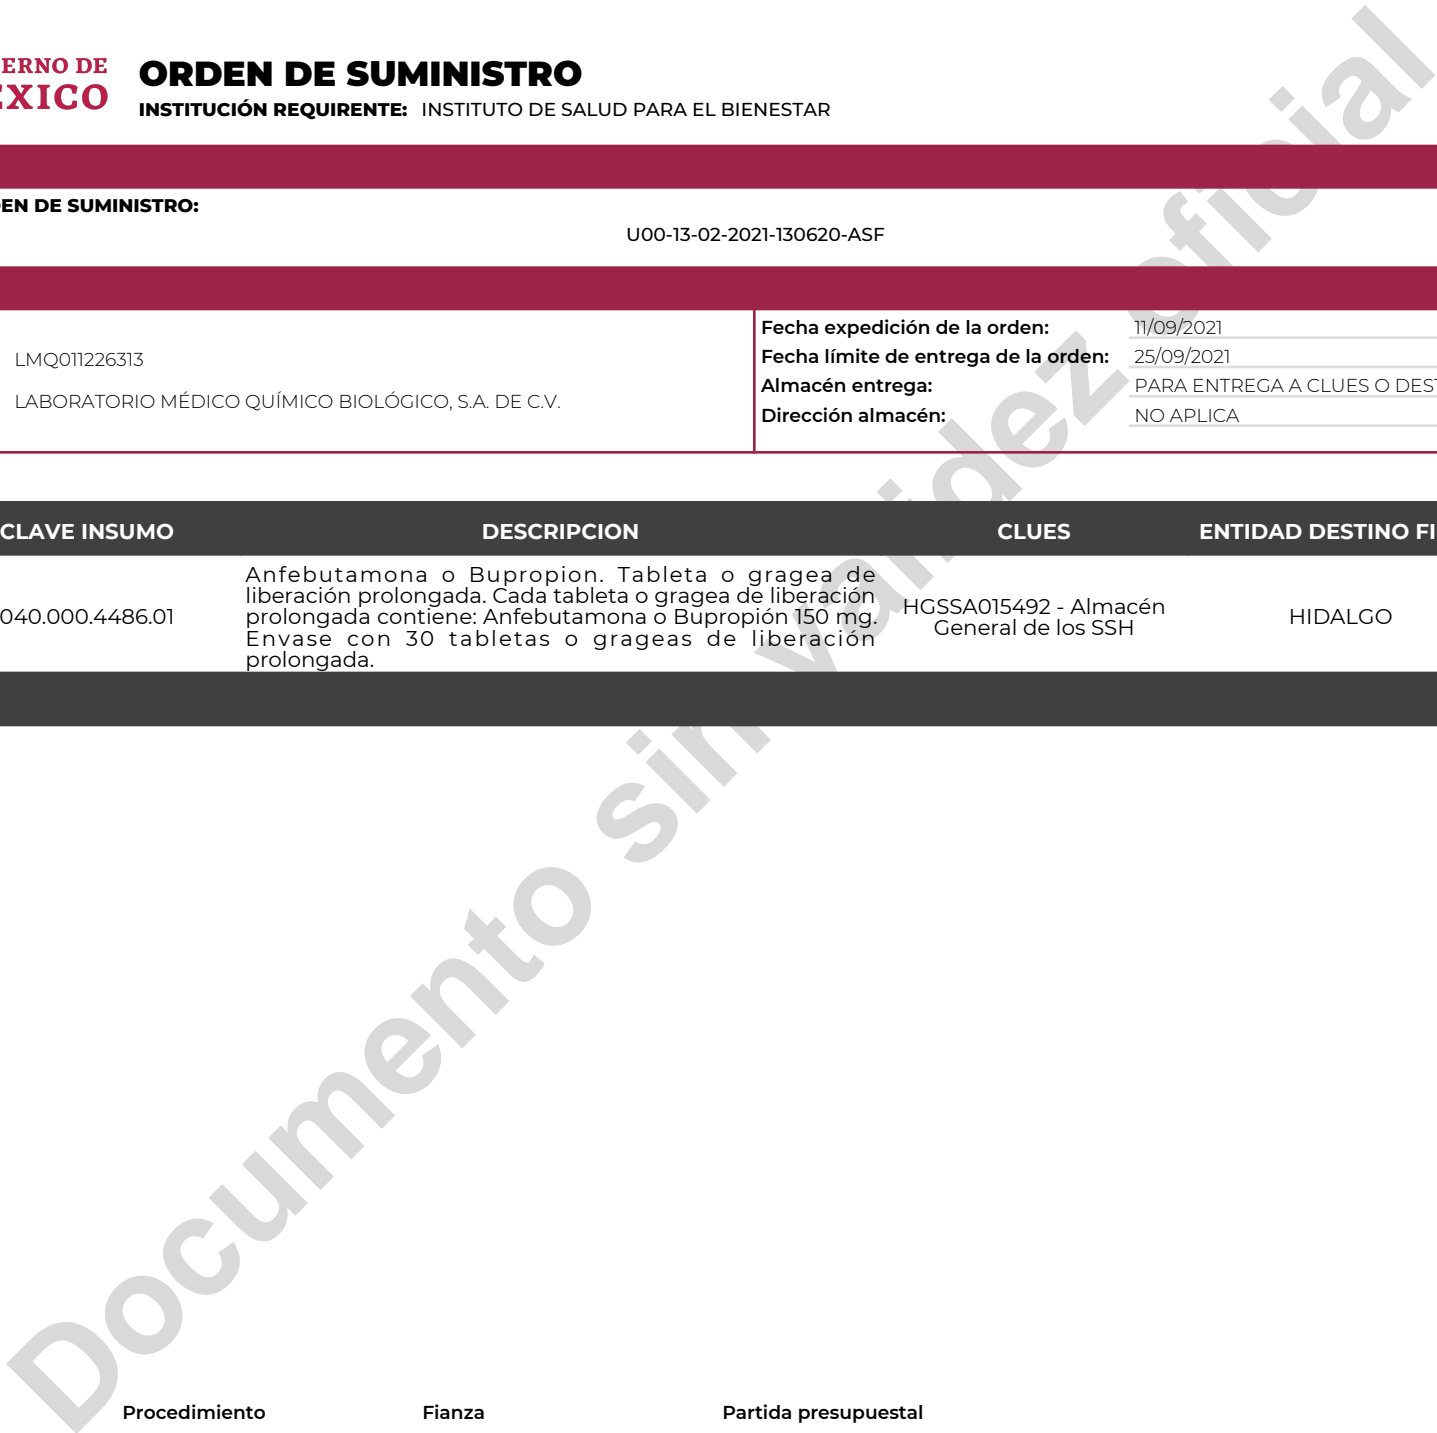 ERNO DE
EXICO
ORDEN DE SUMINISTRO
INSTITUCIÓN REQUIRENTE: INSTITUTO DE SALUD PARA EL BIENESTAR
EN DE SUMINISTRO:
U00-13-02-2021-130620-ASF
LMQ011226313
LABORATORIO MÉDICO QUÍMICO BIOLÓGICO, S.A. DE C.V.
Fecha expedición de la orden: 11/09/2021
Fecha límite de entrega de la orden: 25/09/2021
Almacén entrega: PARA ENTREGA A CLUES O DEST
Dirección almacén: NO APLICA
CLAVE INSUMO DESCRIPCION CLUES ENTIDAD DESTINO FI
040.000.4486.01
Anfebutamona o Bupropion. Tableta o gragea de
liberación prolongada. Cada tableta o gragea de liberación
prolongada contiene: Anfebutamona o Bupropión 150 mg.
Envase con 30 tabletas o grageas de liberación
prolongada.
HGSSA015492 - Almacén
General de los SSH
HIDALGO
Documento sin validez oficial
Procedimiento Fianza Partida presupuestal